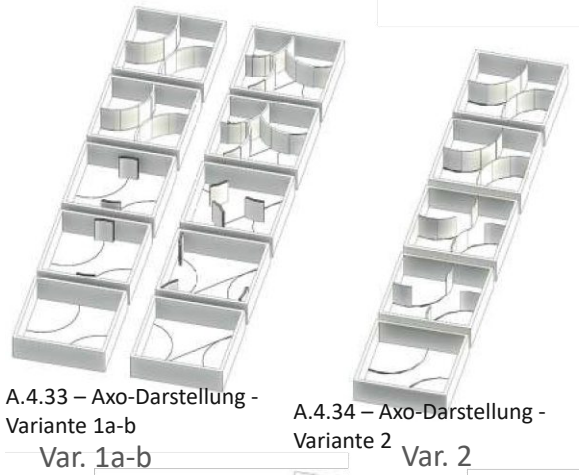 A.4.33 – Axo-Darstellung -
Variante 1a-b
Var. 1a-b
A.4.34 – Axo-Darstellung -
Variante 2
Var. 2